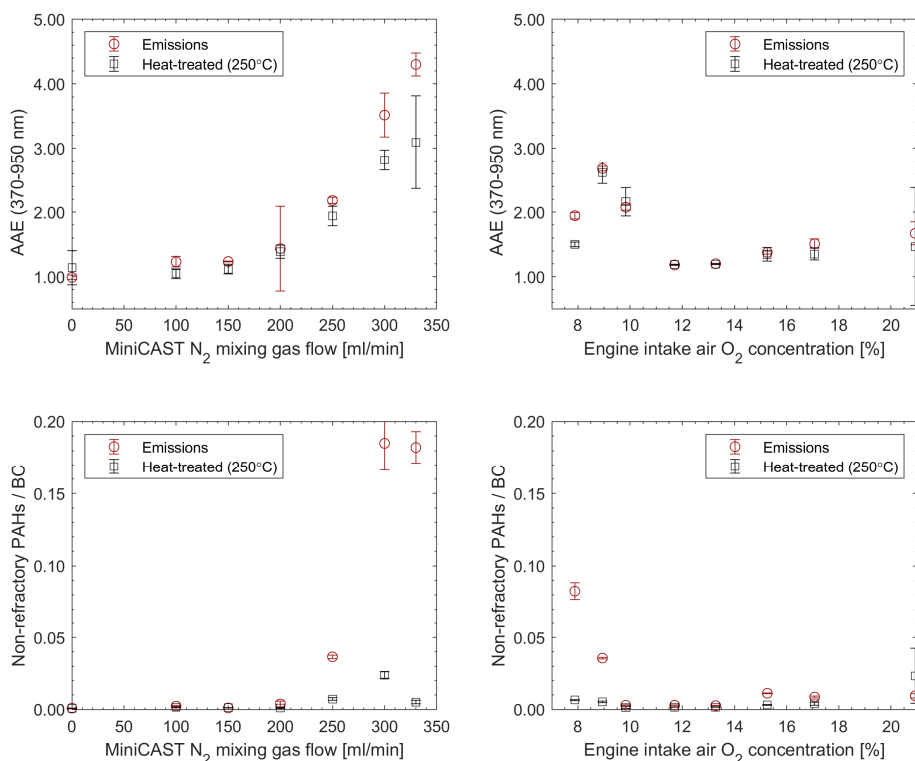 5.00
4.00
3.00
2.00
1.00
AAE (370-950 nm)
Emissions
Heat-treated (250°C)
0 50 100 150 200 250 300 350
MiniCAST N2 mixing gas flow [ml/min]
5.00
4.00
3.00
2.00
1.00
AAE (370-950 nm)
Emissions
Heat-treated (250°C)
8 10 12 14 16 18 20
Engine intake air O2 concentration [%]
0.20
0.15
0.10
0.05
0.00
Non-refractory PAHs / BC
Emissions
Heat-treated (250°C)
0 50 100 150 200 250 300 350
MiniCAST N2 mixing gas flow [ml/min]
0.20
0.15
0.10
0.05
0.00
Non-refractory PAHs / BC
Emissions
Heat-treated (250°C)
8 10 12 14 16 18 20
Engine intake air O2 concentration [%]